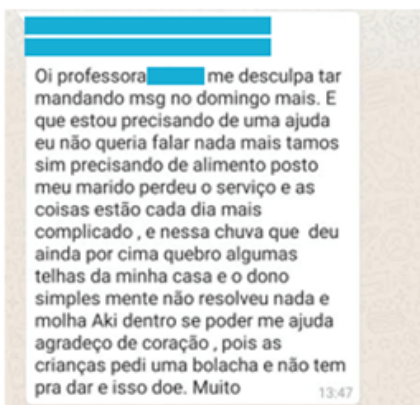 Oi professora me desculpa tar
mandando msg no domingo mais. E
que estou precisando de uma ajuda
eu não queria falar nada mais tamos
sim precisando de alimento posto
meu marido perdeu o serviço e as
coisas estão cada dia mais
complicado , e nessa chuva que deu
ainda por cima quebro algumas
telhas da minha casa e o dono
simples mente não resolveu nada e
molha Aki dentro se poder me ajuda
agradeço de coração , pois as
crianças pedi uma bolacha e não tem
pra dar e isso doe. Muito
13:47